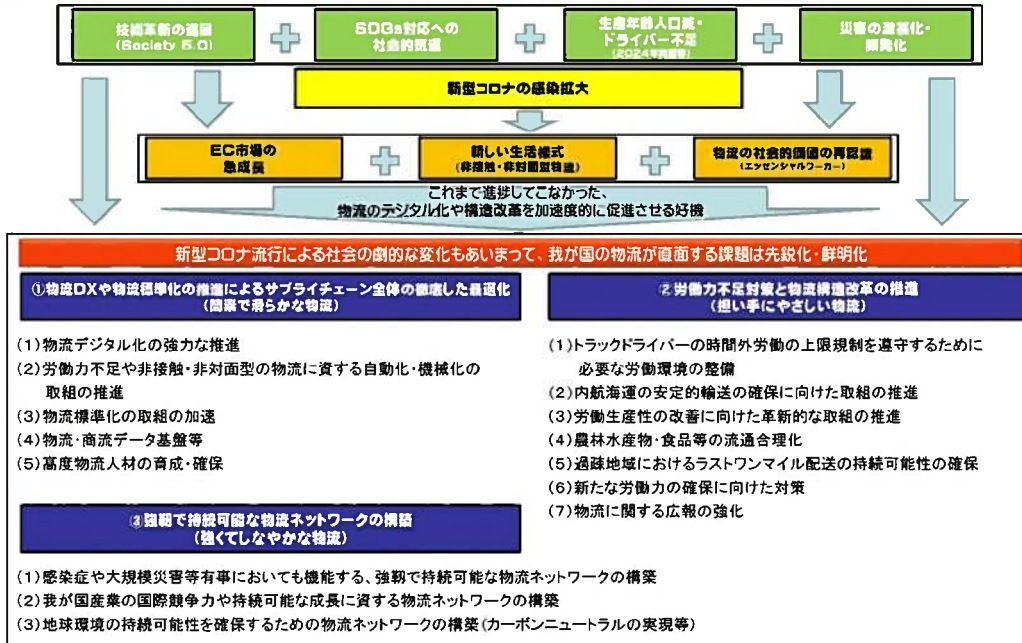 技術革新の進展
(Society 5.0)
SDGs対応への
社会的気運
生産年齢人口減・
ドライバー不足
(2024年問題等)
災害の激甚化・
頻発化
新型コロナの感染拡大
EC市場の
急成長
新しい生活様式
(非接触・非対面型物流)
物流の社会的価値の再認識
(エッセンシャルワーカー)
これまで進捗してこなかった、
物流のデジタル化や構造改革を加速度的に促進させる好機
新型コロナ流行による社会の劇的な変化もあいまって、我が国の物流が直面する課題は先鋭化・鮮明化
①物流DXや物流標準化の推進によるサプライチェーン全体の徹底した最適化
(簡素で滑らかな物流)
(1)物流デジタル化の強力な推進
(2)労働力不足や非接触・非対面型の物流に資する自動化・機械化の
取組の推進
(3)物流標準化の取組の加速
(4)物流・商流データ基盤等
(5)高度物流人材の育成・確保
②労働力不足対策と物流構造改革の推進
(担い手にやさしい物流)
(1)トラックドライバーの時間外労働の上限規制を遵守するために
必要な労働環境の整備
(2)内航海運の安定的輸送の確保に向けた取組の推進
(3)労働生産性の改善に向けた革新的な取組の推進
(4)農林水産物・食品等の流通合理化
(5)過疎地域におけるラストワンマイル配送の持続可能性の確保
(6)新たな労働力の確保に向けた対策
(7)物流に関する広報の強化
③強靭で持続可能な物流ネットワークの構築
(強くてしなやかな物流)
(1)感染症や大規模災害等有事においても機能する、強靭で持続可能な物流ネットワークの構築
(2)我が国産業の国際競争力や持続可能な成長に資する物流ネットワークの構築
(3)地球環境の持続可能性を確保するための物流ネットワークの構築(カーボンニュートラルの実現等)